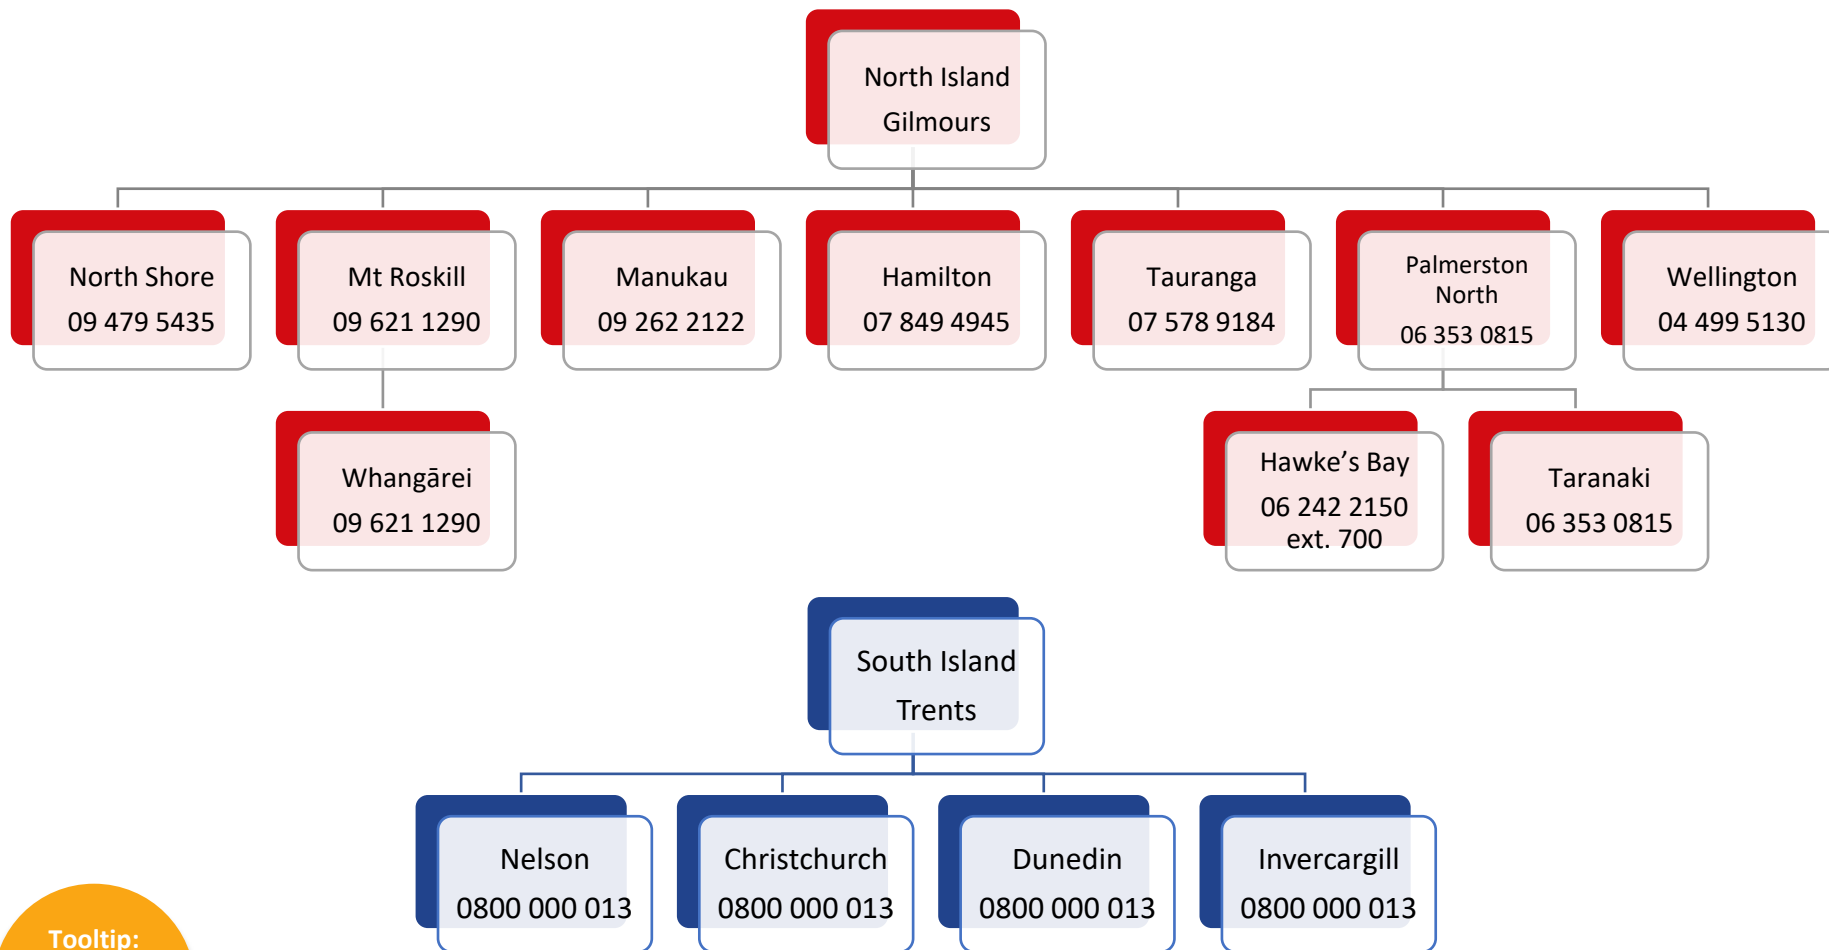 North Island
Gilmours
North Shore
09 479 5435
Mt Roskill
09 621 1290
Manukau
09 262 2122
Hamilton
07 849 4945
Tauranga
07 578 9184
Palmerston
North
06 353 0815
Wellington
04 499 5130
Whangārei
09 621 1290
Hawke's Bay
06 242 2150
ext. 700
Taranaki
06 353 0815
South Island
Trents
Nelson
0800 000 013
Christchurch
0800 000 013
Dunedin
0800 000 013
Invercargill
0800 000 013
Tooltip: